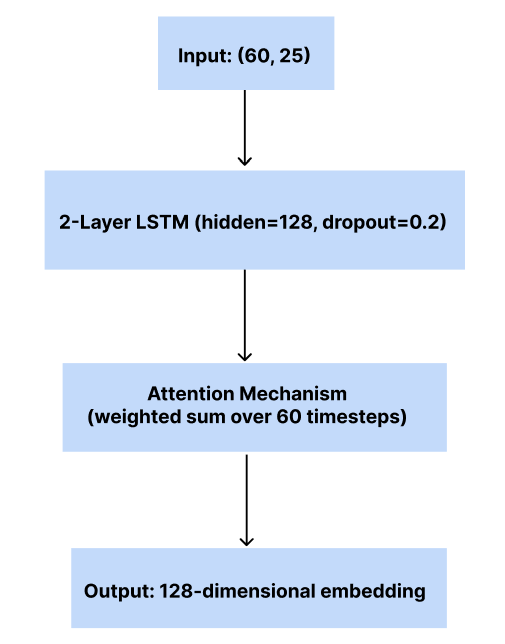 Input: (60, 25)
2-Layer LSTM (hidden=128, dropout=0.2)
Attention Mechanism
(weighted sum over 60 timesteps)
Output: 128-dimensional embedding